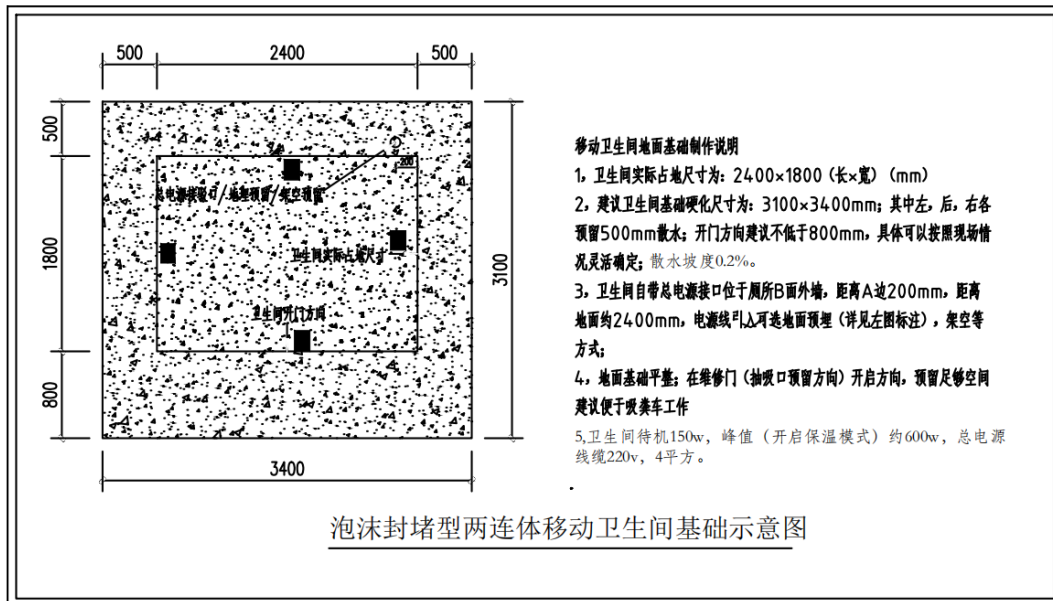 500 2400 500
500
1800
800
3100
3400
200
总电源接驳口/地埋预留/架空预留
卫生间实际占地尺寸
卫生间开门方向
移动卫生间地面基础制作说明
1，卫生间实际占地尺寸为：2400×1800（长×宽）（mm）
2，建议卫生间基础硬化尺寸为：3100×3400mm；其中左，后，右各
预留500mm散水；开门方向建议不低于800mm，具体可以按照现场情
况灵活确定；散水坡度0.2%。
3，卫生间自带总电源接口位于厕所B面外墙，距离A边200mm，距离
地面约2400mm，电源线引入可选地面预埋（详见左图标注），架空等
方式；
4，地面基础平整；在维修门（抽吸口预留方向）开启方向，预留足够空间
建议便于吸粪车工作
5,卫生间待机150w，峰值（开启保温模式）约600w，总电源
线缆220v，4平方。
泡沫封堵型两连体移动卫生间基础示意图